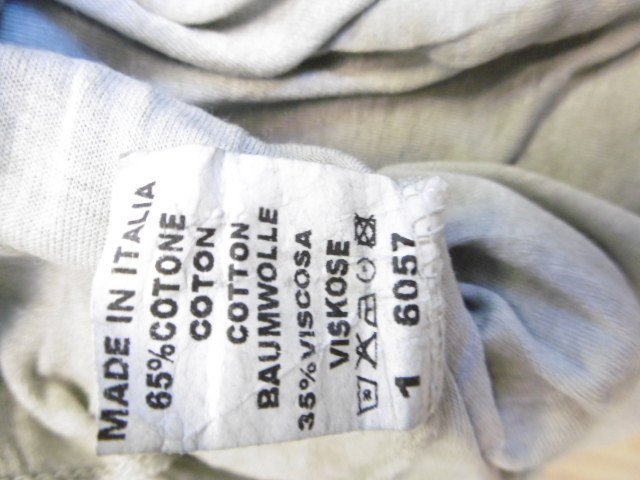 MADE IN ITALIA
65%COTONE
COTON
COTTON
BAUMWOLLE
35%VISCOSA
VISKOSE
1 6057